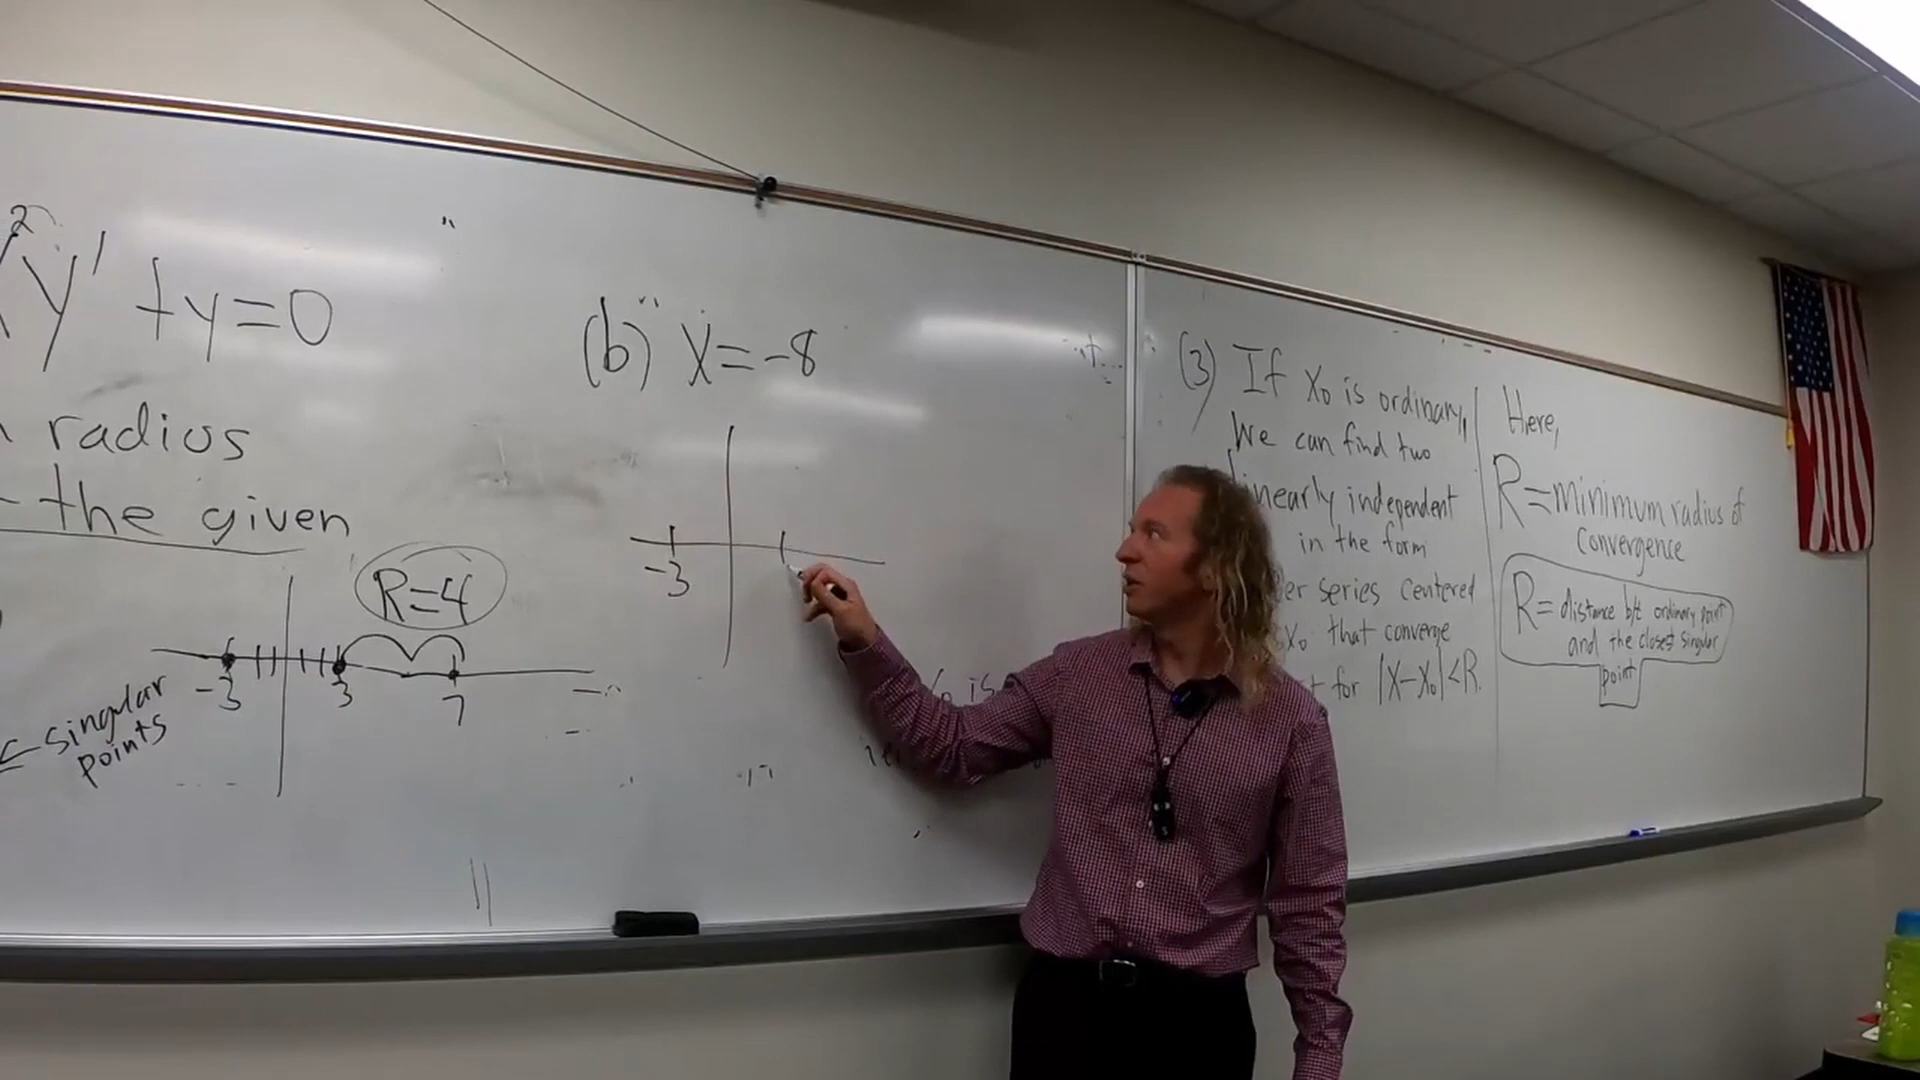 y' + y = 0
radius
the given
R=4
-3
3
7
singular
points
(b) x=-8
-3
(3) If x₀ is ordinary,
We can find two
linearly independent
in the form
series centered
x₀ that converge
for |x-x₀|<R.
Here,
R=minimum radius of
convergence
R= distance b/t ordinary point
and the closest singular
point